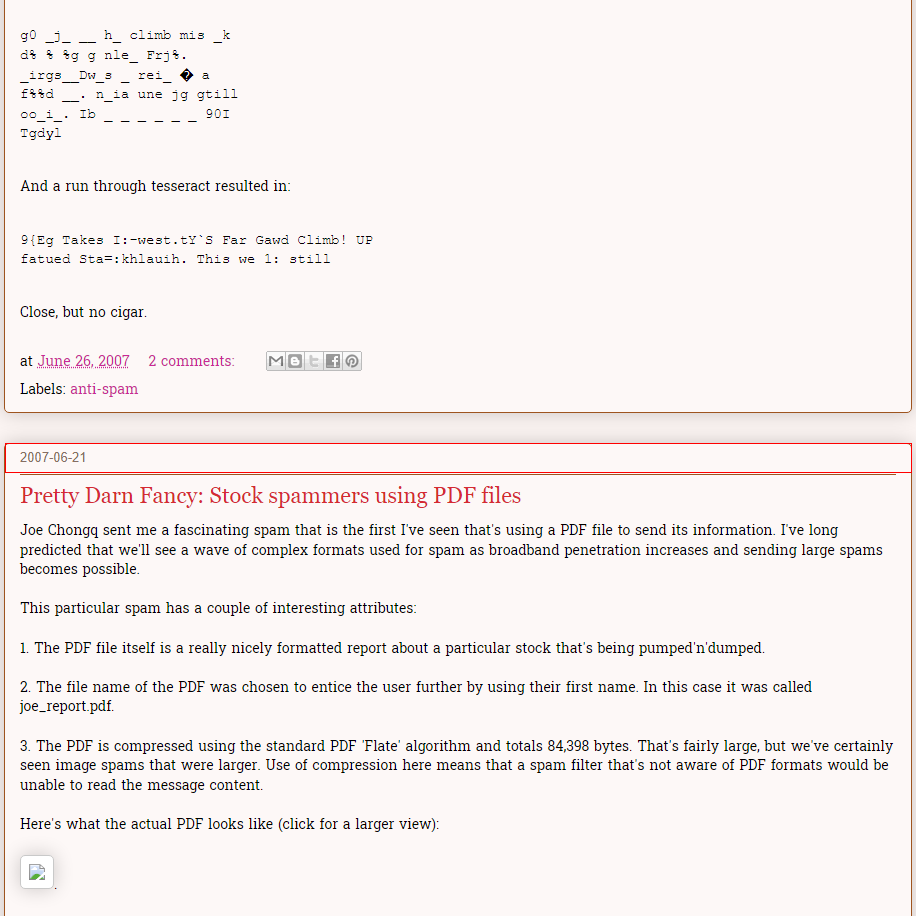 g0 _j_ __ h_ climb mis _k
d% % %g g nle_ Frj%.
_irgs__Dw_s _ rei_ � a
f%%d __. n_ia une jg gtill
oo_i_. Ib _ _ _ _ _ _ 90I
Tgdyl
And a run through tesseract resulted in:
9{Eg Takes I:-west.tY`S Far Gawd Climb! UP
fatued Sta=:khlauih. This we 1: still
Close, but no cigar.
at June 26, 2007 2 comments:
Labels: anti-spam
2007-06-21
Pretty Darn Fancy: Stock spammers using PDF files
Joe Chongq sent me a fascinating spam that is the first I've seen that's using a PDF file to send its information. I've long
predicted that we'll see a wave of complex formats used for spam as broadband penetration increases and sending large spams
becomes possible.
This particular spam has a couple of interesting attributes:
1. The PDF file itself is a really nicely formatted report about a particular stock that's being pumped'n'dumped.
2. The file name of the PDF was chosen to entice the user further by using their first name. In this case it was called
joe_report.pdf.
3. The PDF is compressed using the standard PDF 'Flate' algorithm and totals 84,398 bytes. That's fairly large, but we've certainly
seen image spams that were larger. Use of compression here means that a spam filter that's not aware of PDF formats would be
unable to read the message content.
Here's what the actual PDF looks like (click for a larger view):
.